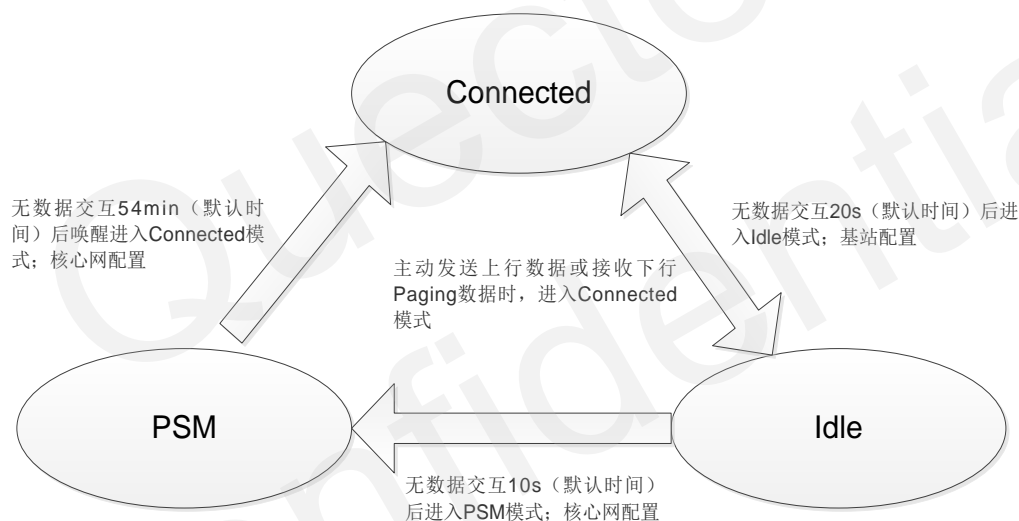 Connected
无数据交互54min（默认时
间）后唤醒进入Connected模
式；核心网配置
无数据交互20s（默认时间）后进
入Idle模式；基站配置
主动发送上行数据或接收下行
Paging数据时，进入Connected
模式
PSM
Idle
无数据交互10s（默认时间）
后进入PSM模式；核心网配置